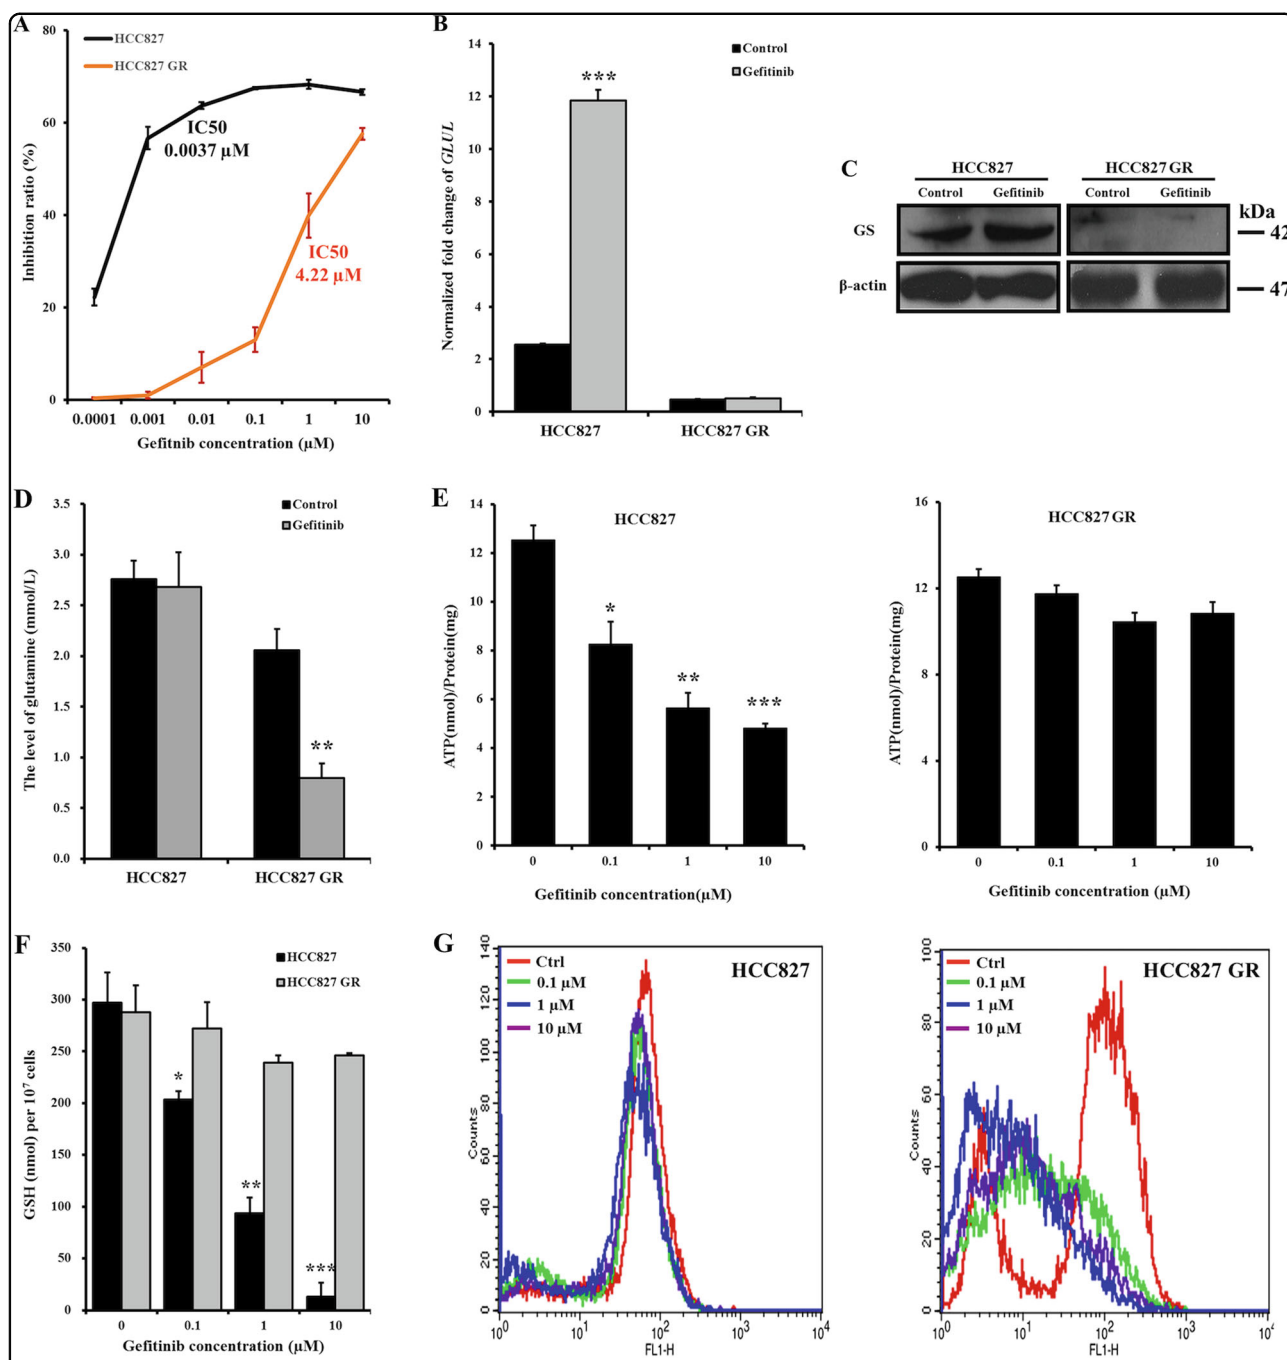 A
HCC827
HCC827 GR
80
60
40
20
0
Inhibition ratio (%)
IC50
0.0037 µM
IC50
4.22 µM
0.0001 0.001 0.01 0.1 1 10
Gefitnib concentration (µM)
B
Control
Gefitinib
14
12
10
8
6
4
2
0
Normalized fold change of GLUL
***
HCC827 HCC827 GR
C
HCC827 HCC827 GR
Control Gefitinib Control Gefitinib
kDa
GS
42
β-actin
47
D
Control
Gefitinib
3.5
3.0
2.5
2.0
1.5
1.0
0.5
0.0
The level of glutamine (mmol/L)
**
HCC827 HCC827 GR
E
HCC827
14
12
10
8
6
4
2
0
ATP(nmol)/Protein(mg)
*
**
***
0 0.1 1 10
Gefitinib concentration(µM)
HCC827 GR
16
12
8
4
0
ATP(nmol)/Protein(mg)
0 0.1 1 10
Gefitinib concentration (µM)
F
HCC827
HCC827 GR
350
300
250
200
150
100
50
0
GSH (nmol) per 10⁷ cells
*
**
***
0 0.1 1 10
Gefitinib concentration (µM)
G
HCC827
Ctrl
0.1 µM
1 µM
10 µM
140
120
100
80
60
40
20
0
Counts
10⁰ 10¹ 10² 10³ 10⁴
FL1-H
HCC827 GR
Ctrl
0.1 µM
1 µM
10 µM
100
80
60
40
20
0
Counts
10⁰ 10¹ 10² 10³ 10⁴
FL1-H